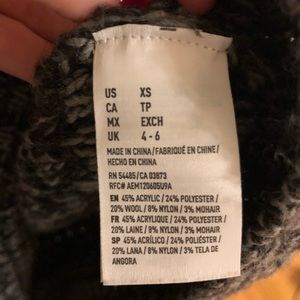 US XS
CA TP
MX EXCH
UK 4 - 6
MADE IN CHINA / FABRIQUÉ EN CHINE /
HECHO EN CHINA
RN 54485 / CA 03873
RFC# AEM120605U9A
EN 45% ACRYLIC / 24% POLYESTER /
20% WOOL / 8% NYLON / 3% MOHAIR
FR 45% ACRYLIQUE / 24% POLYESTER /
20% LAINE / 8% NYLON / 3% MOHAIR
SP 45% ACRÍLICO / 24% POLIÉSTER /
20% LANA / 8% NYLON / 3% TELA DE
ANGORA